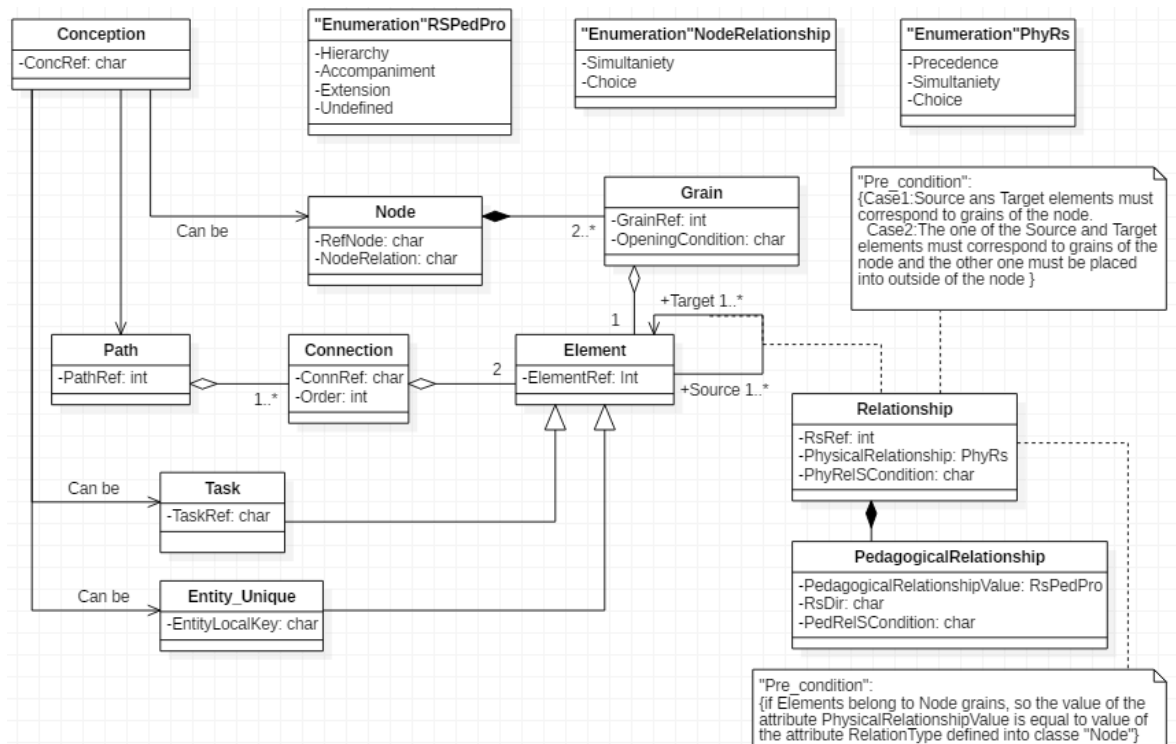 Conception
-ConcRef: char
"Enumeration"RSPedPro
-Hierarchy
-Accompaniment
-Extension
-Undefined
"Enumeration"NodeRelationship
-Simultaniety
-Choice
"Enumeration"PhyRs
-Precedence
-Simultaniety
-Choice
"Pre_condition":
{Case1:Source ans Target elements must
correspond to grains of the node.
Case2:The one of the Source and Target
elements must correspond to grains of the
node and the other one must be placed
into outside of the node }
Can be
Node
-RefNode: char
-NodeRelation: char
2..*
Grain
-GrainRef: int
-OpeningCondition: char
+Target 1..*
1
Path
-PathRef: int
1..*
Connection
-ConnRef: char
-Order: int
2
Element
-ElementRef: Int
+Source 1..*
Relationship
-RsRef: int
-PhysicalRelationship: PhyRs
-PhyRelSCondition: char
Can be
Task
-TaskRef: char
PedagogicalRelationship
-PedagogicalRelationshipValue: RsPedPro
-RsDir: char
-PedRelSCondition: char
Can be
Entity_Unique
-EntityLocalKey: char
"Pre_condition":
{if Elements belong to Node grains, so the value of the
attribute PhysicalRelationshipValue is equal to value of
the attribute RelationType defined into classe "Node"}